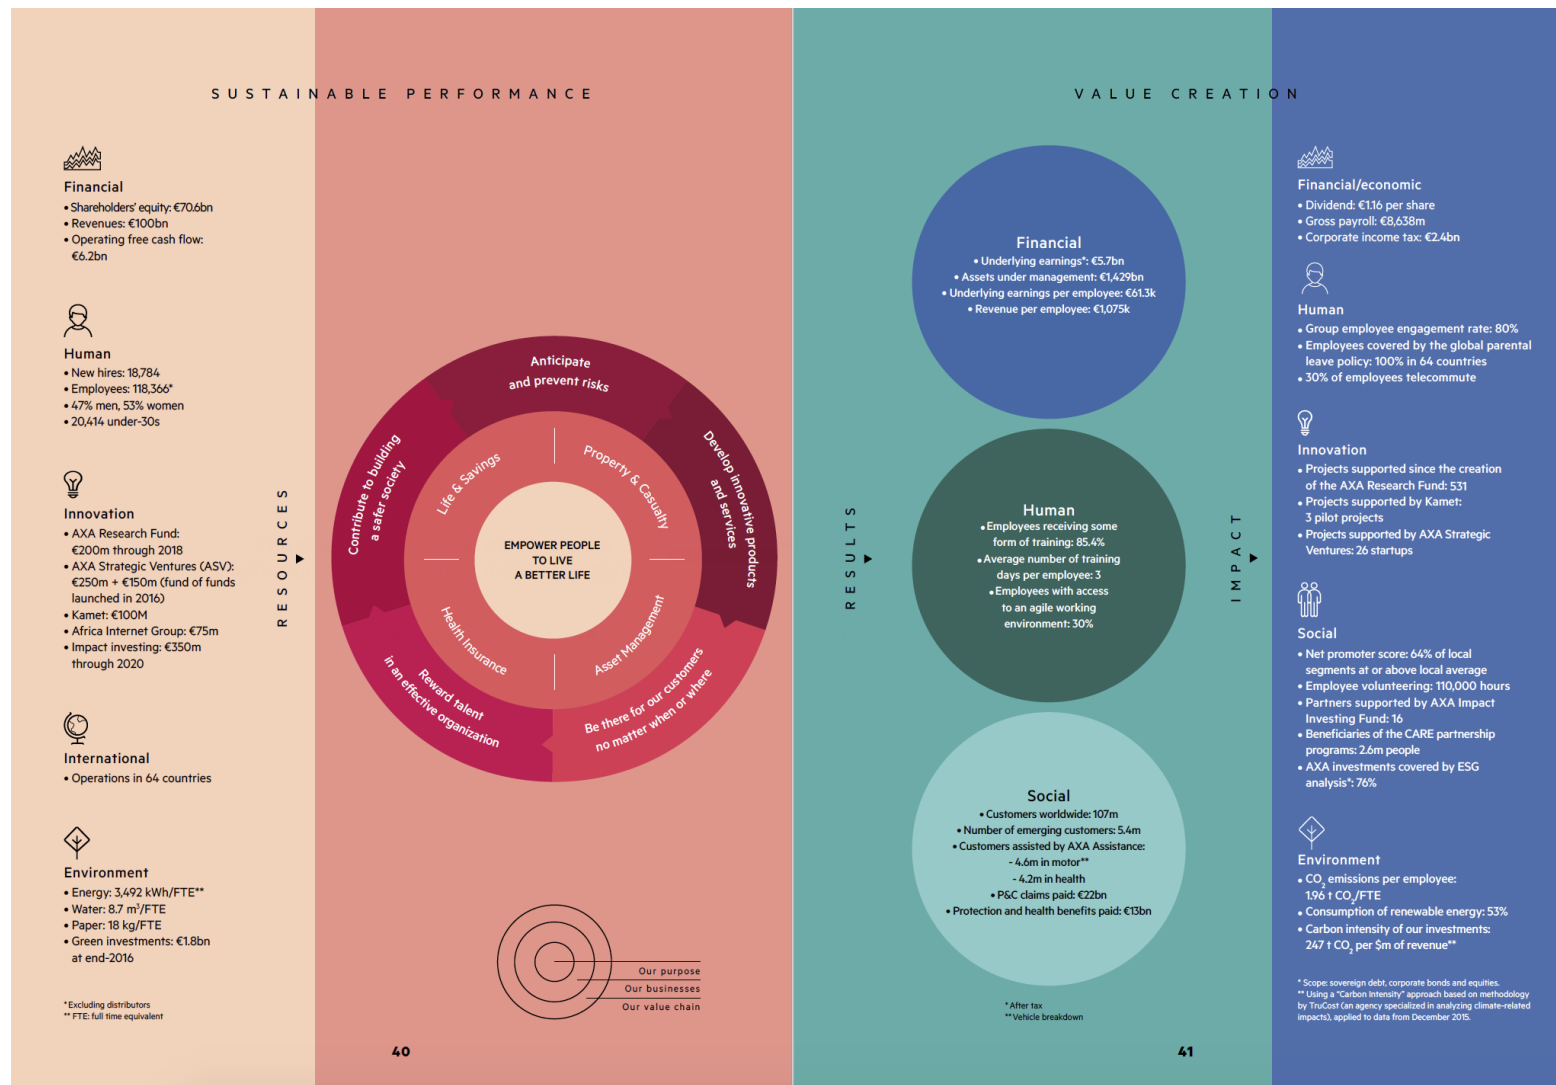 SUSTAINABLE PERFORMANCE
Financial
• Shareholders' equity: €70.6bn
• Revenues: €100bn
• Operating free cash flow:
€6.2bn
Human
• New hires: 18,784
• Employees: 118,366*
• 47% men, 53% women
• 20,414 under-30s
Innovation
• AXA Research Fund:
€200m through 2018
• AXA Strategic Ventures (ASV):
€250m + €150m (fund of funds
launched in 2016)
• Kamet: €100M
• Africa Internet Group: €75m
• Impact investing: €350m
through 2020
International
• Operations in 64 countries
Environment
• Energy: 3,492 kWh/FTE**
• Water: 8.7 m³/FTE
• Paper: 18 kg/FTE
• Green investments: €1.8bn
at end-2016
* Excluding distributors
** FTE: full time equivalent
RESOURCES
Anticipate
and prevent risks
Develop innovative products
and services
Be there for our customers
no matter when or where
Reward talent
in an effective organization
Contribute to building
a safer society
Life & Savings
Property & Casualty
Asset Management
Health Insurance
EMPOWER PEOPLE
TO LIVE
A BETTER LIFE
Our purpose
Our businesses
Our value chain
40
VALUE CREATION
RESULTS
Financial
• Underlying earnings*: €5.7bn
• Assets under management: €1,429bn
• Underlying earnings per employee: €61.3k
• Revenue per employee: €1,075k
Human
• Employees receiving some
form of training: 85.4%
• Average number of training
days per employee: 3
• Employees with access
to an agile working
environment: 30%
Social
• Customers worldwide: 107m
• Number of emerging customers: 5.4m
• Customers assisted by AXA Assistance:
- 4.6m in motor**
- 4.2m in health
• P&C claims paid: €22bn
• Protection and health benefits paid: €13bn
* After tax
** Vehicle breakdown
IMPACT
Financial/economic
• Dividend: €1.16 per share
• Gross payroll: €8,638m
• Corporate income tax: €2.4bn
Human
• Group employee engagement rate: 80%
• Employees covered by the global parental
leave policy: 100% in 64 countries
• 30% of employees telecommute
Innovation
• Projects supported since the creation
of the AXA Research Fund: 531
• Projects supported by Kamet:
3 pilot projects
• Projects supported by AXA Strategic
Ventures: 26 startups
Social
• Net promoter score: 64% of local
segments at or above local average
• Employee volunteering: 110,000 hours
• Partners supported by AXA Impact
Investing Fund: 16
• Beneficiaries of the CARE partnership
programs: 2.6m people
• AXA investments covered by ESG
analysis*: 76%
Environment
• CO₂ emissions per employee:
1.96 t CO₂/FTE
• Consumption of renewable energy: 53%
• Carbon intensity of our investments:
247 t CO₂ per $m of revenue**
* Scope: sovereign debt, corporate bonds and equities.
** Using a "Carbon Intensity" approach based on methodology
by TruCost (an agency specialized in analyzing climate-related
impacts), applied to data from December 2015.
41